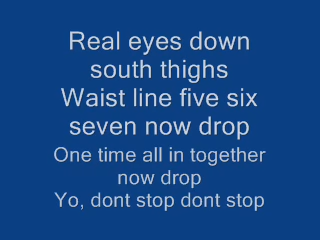 Real eyes down
south thighs
Waist line five six
seven now drop
One time all in together
now drop
Yo, dont stop dont stop